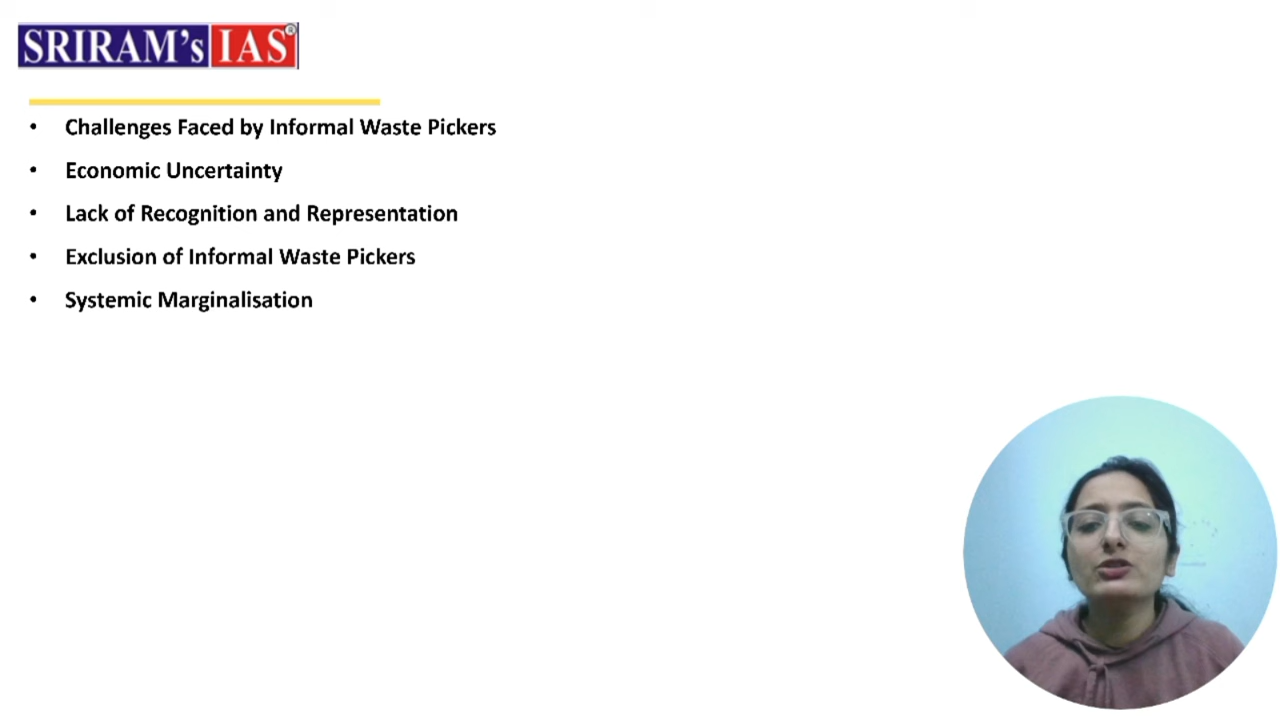 SRIRAM's IAS®
• Challenges Faced by Informal Waste Pickers
• Economic Uncertainty
• Lack of Recognition and Representation
• Exclusion of Informal Waste Pickers
• Systemic Marginalisation